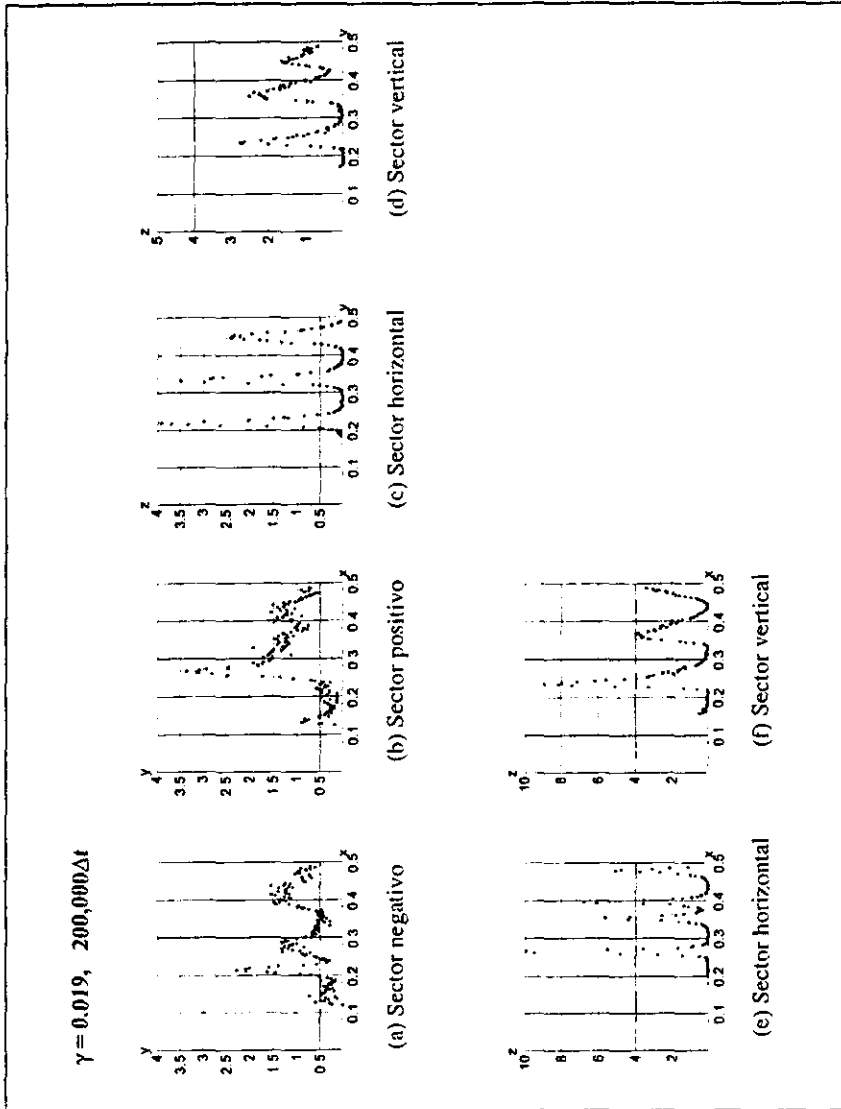 γ = 0.019, 200,000Δt
y
4
3.5
3
2.5
2
1.5
1
0.5
0.1 0.2 0.3 0.4 0.5
x
(a) Sector negativo
y
4
3.5
3
2.5
2
1.5
1
0.5
0.1 0.2 0.3 0.4 0.5
x
(b) Sector positivo
z
4
3.5
3
2.5
2
1.5
1
0.5
0.1 0.2 0.3 0.4 0.5
y
(c) Sector horizontal
z
5
4
3
2
1
0.1 0.2 0.3 0.4 0.5
y
(d) Sector vertical
z
10
8
6
4
2
0.1 0.2 0.3 0.4 0.5
x
(e) Sector horizontal
z
10
8
6
4
2
0.1 0.2 0.3 0.4 0.5
x
(f) Sector vertical